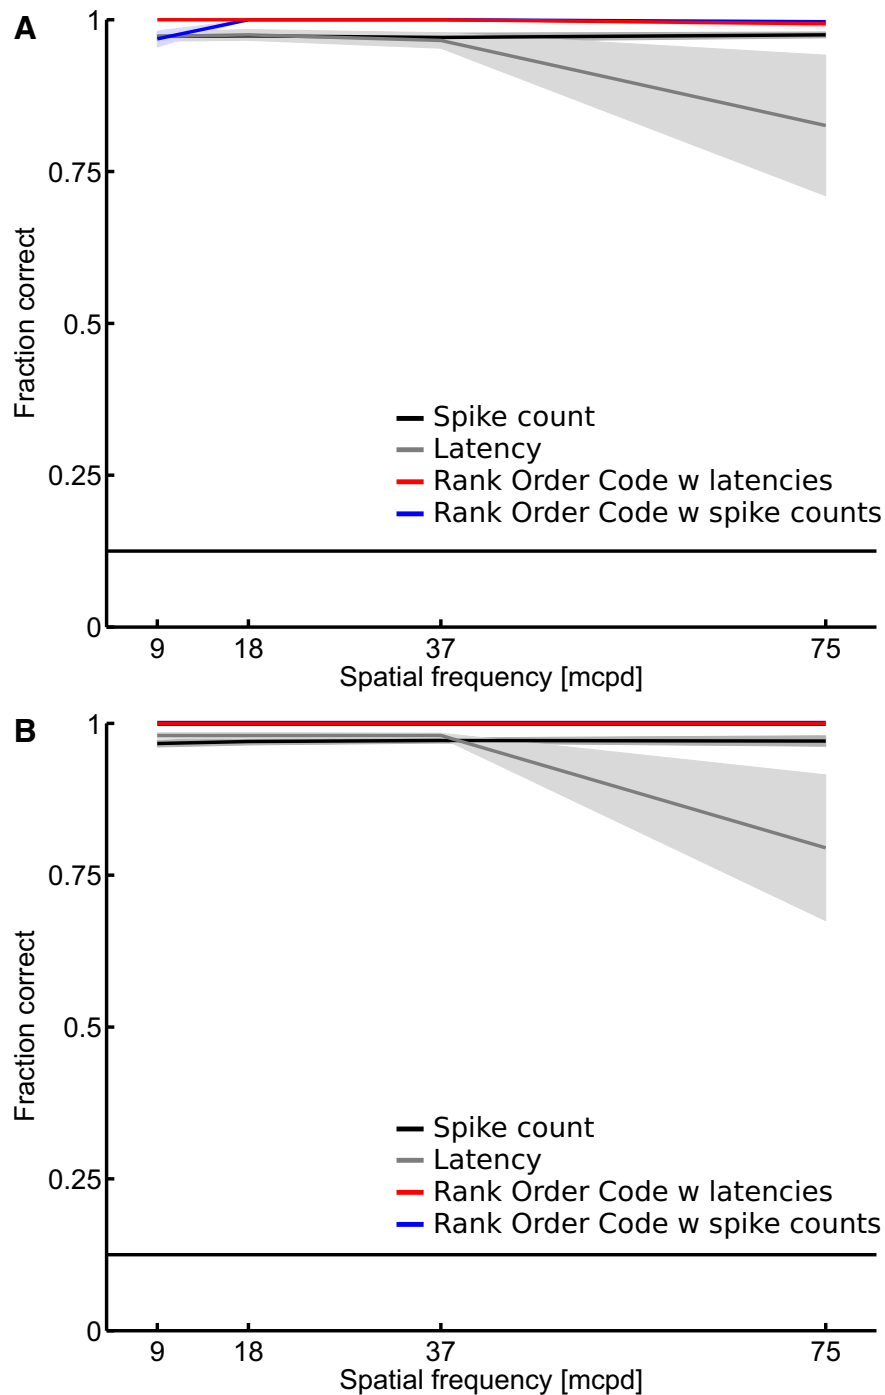 A
1
0.75
0.5
0.25
0
Fraction correct
Spike count
Latency
Rank Order Code w latencies
Rank Order Code w spike counts
9 18 37 75
Spatial frequency [mcpd]
B
1
0.75
0.5
0.25
0
Fraction correct
Spike count
Latency
Rank Order Code w latencies
Rank Order Code w spike counts
9 18 37 75
Spatial frequency [mcpd]